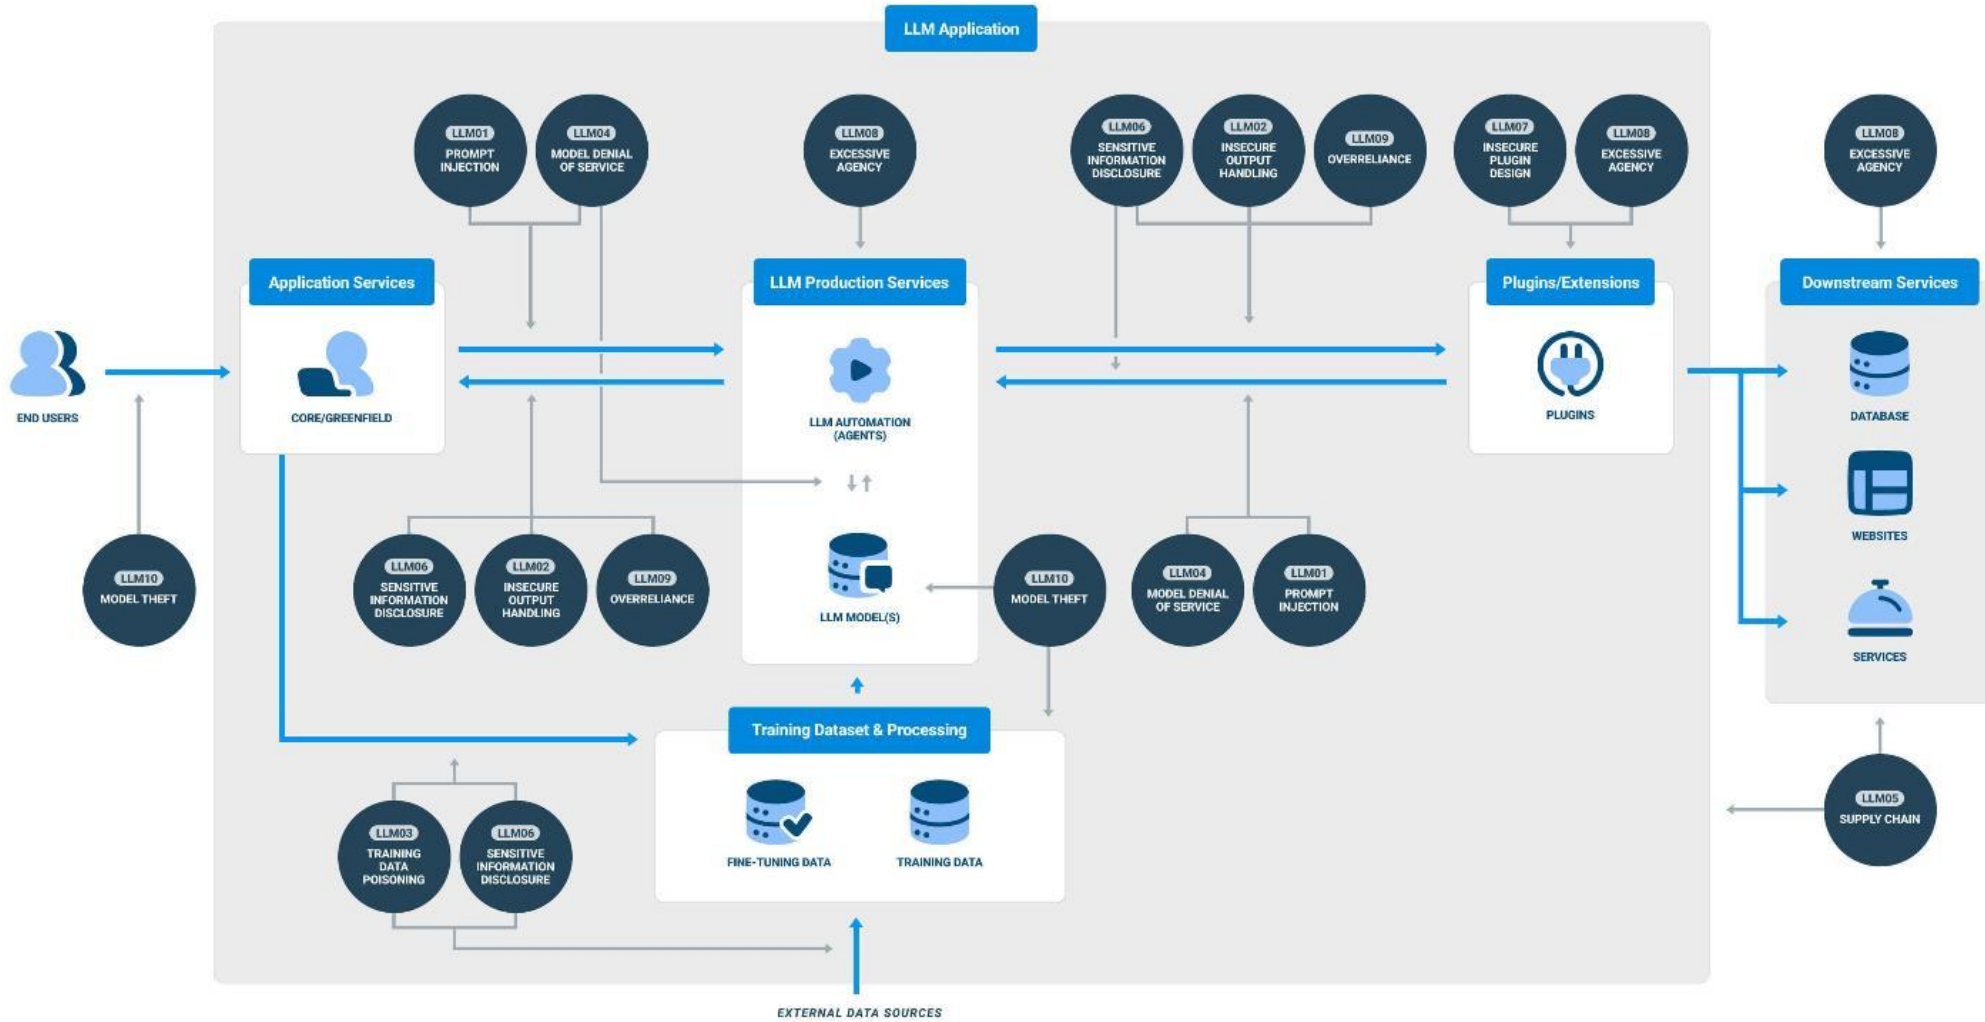 LLM Application
LLM01
PROMPT
INJECTION
LLM04
MODEL DENIAL
OF SERVICE
LLM08
EXCESSIVE
AGENCY
LLM06
SENSITIVE
INFORMATION
DISCLOSURE
LLM02
INSECURE
OUTPUT
HANDLING
LLM09
OVERRELIANCE
LLM07
INSECURE
PLUGIN
DESIGN
LLM08
EXCESSIVE
AGENCY
LLM08
EXCESSIVE
AGENCY
Application Services
LLM Production Services
Plugins/Extensions
Downstream Services
END USERS
CORE/GREENFIELD
LLM AUTOMATION
(AGENTS)
PLUGINS
DATABASE
WEBSITES
SERVICES
LLM10
MODEL THEFT
LLM06
SENSITIVE
INFORMATION
DISCLOSURE
LLM02
INSECURE
OUTPUT
HANDLING
LLM09
OVERRELIANCE
LLM MODEL(S)
LLM10
MODEL THEFT
LLM04
MODEL DENIAL
OF SERVICE
LLM01
PROMPT
INJECTION
Training Dataset & Processing
FINE-TUNING DATA
TRAINING DATA
LLM03
TRAINING
DATA
POISONING
LLM06
SENSITIVE
INFORMATION
DISCLOSURE
LLM05
SUPPLY CHAIN
EXTERNAL DATA SOURCES